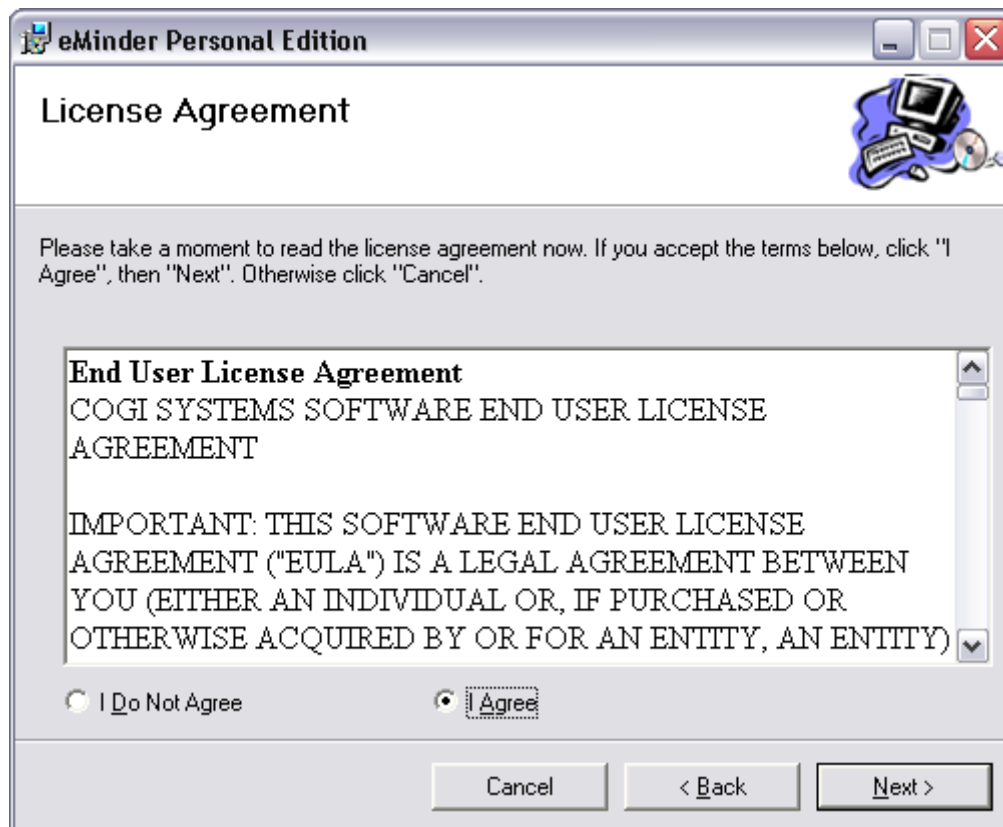 eMinder Personal Edition
License Agreement
Please take a moment to read the license agreement now. If you accept the terms below, click "I
Agree", then "Next". Otherwise click "Cancel".
End User License Agreement
COGI SYSTEMS SOFTWARE END USER LICENSE
AGREEMENT
IMPORTANT: THIS SOFTWARE END USER LICENSE
AGREEMENT ("EULA") IS A LEGAL AGREEMENT BETWEEN
YOU (EITHER AN INDIVIDUAL OR, IF PURCHASED OR
OTHERWISE ACQUIRED BY OR FOR AN ENTITY, AN ENTITY)
I Do Not Agree I Agree
Cancel < Back Next >